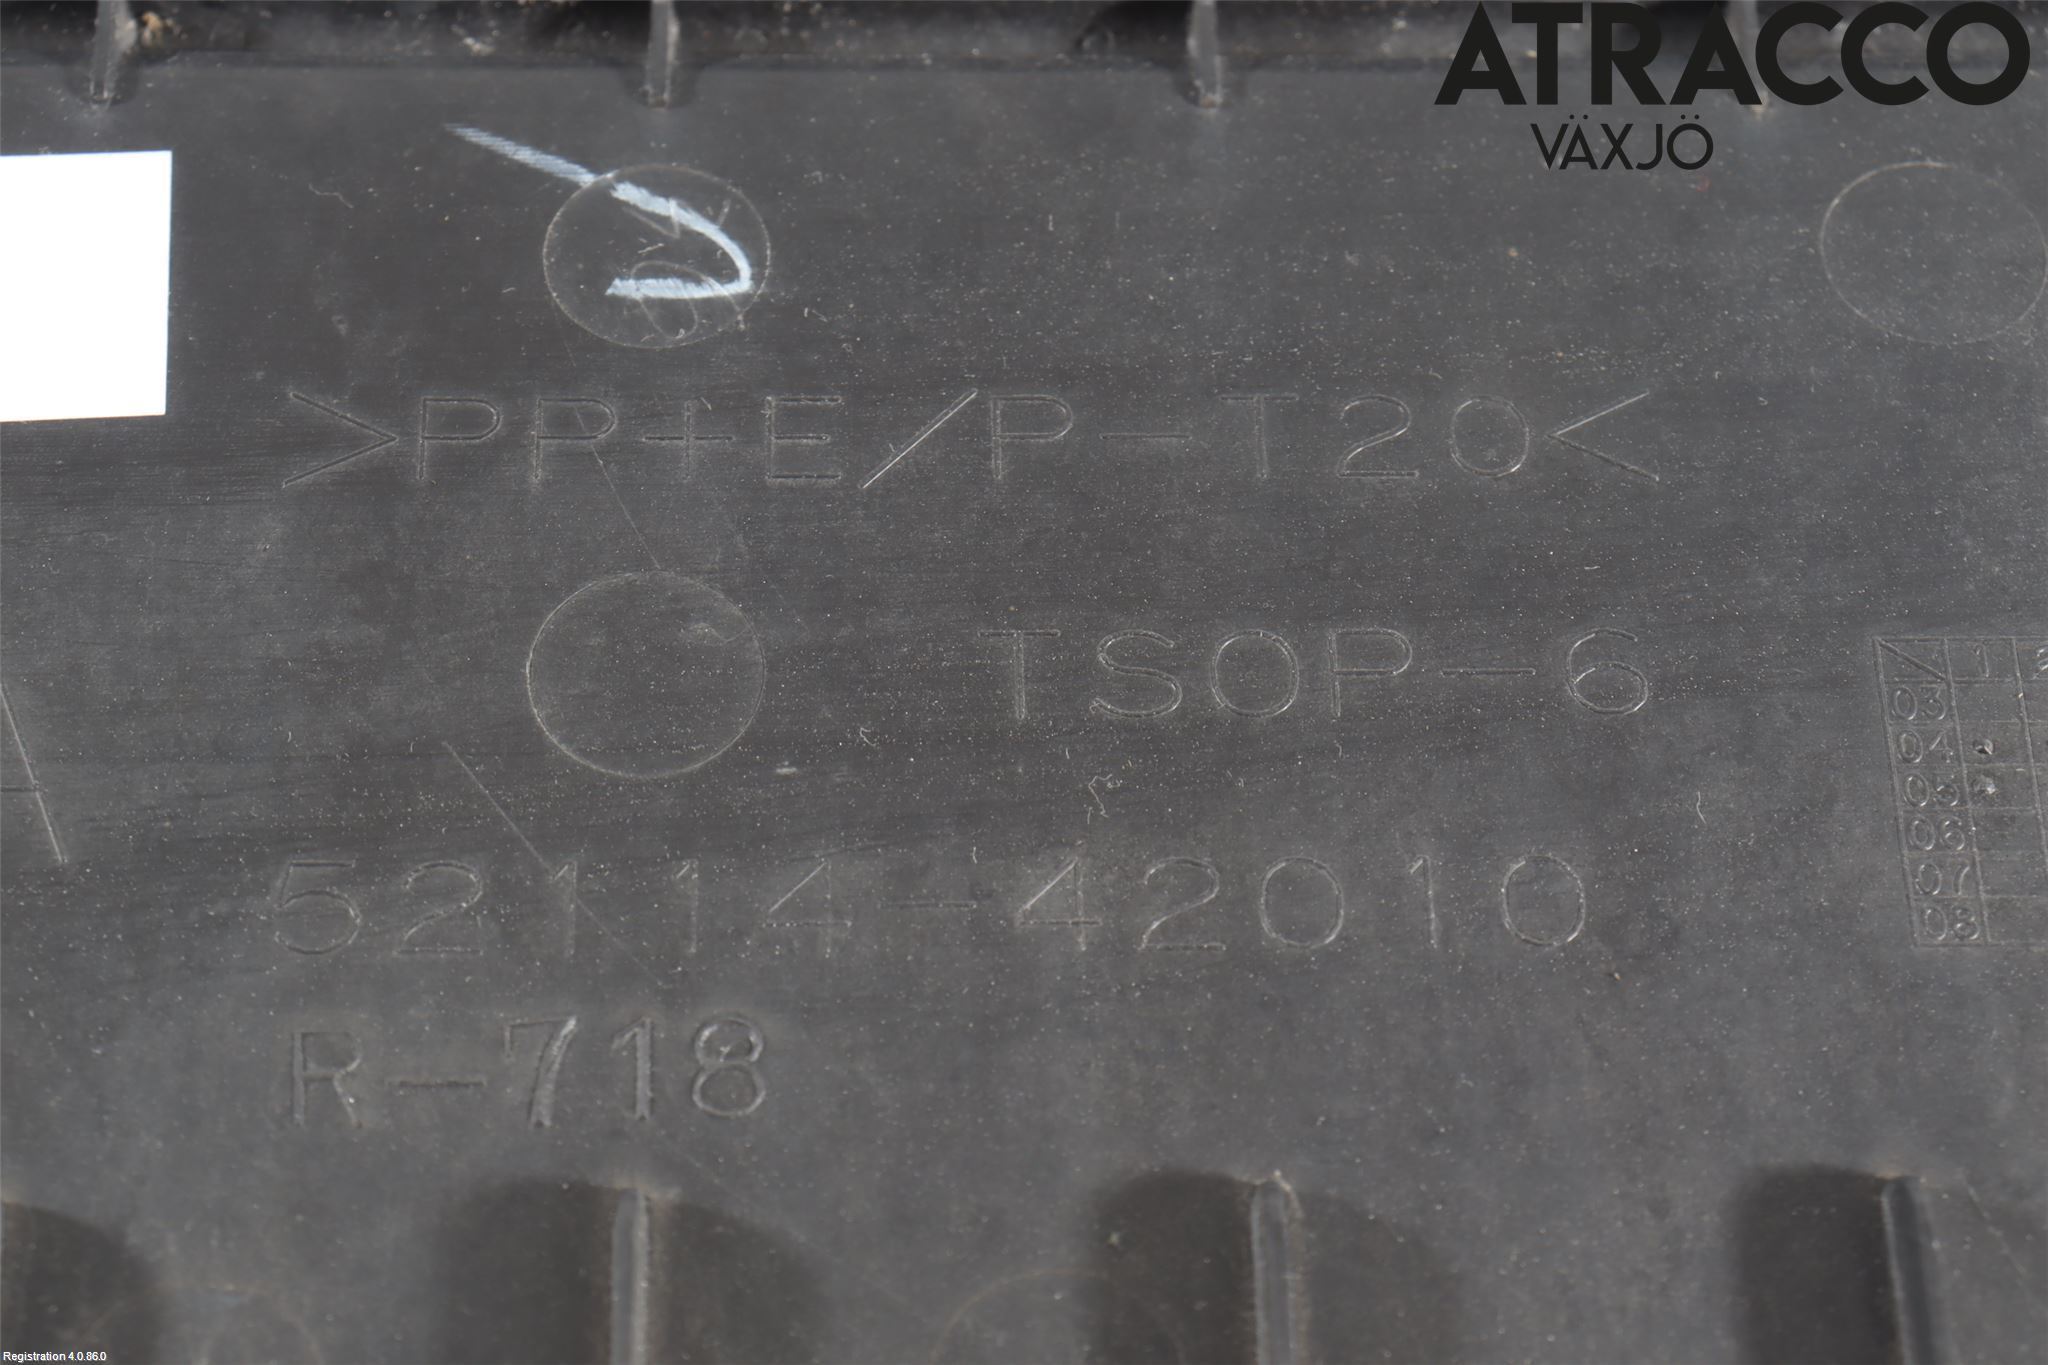 ATRACCO
VÄXJÖ
>PP+E/P-T20<
TSOP-6
1
03
04
05
06
07
08
52114-42010
R-718
Registration 4.0.86.0